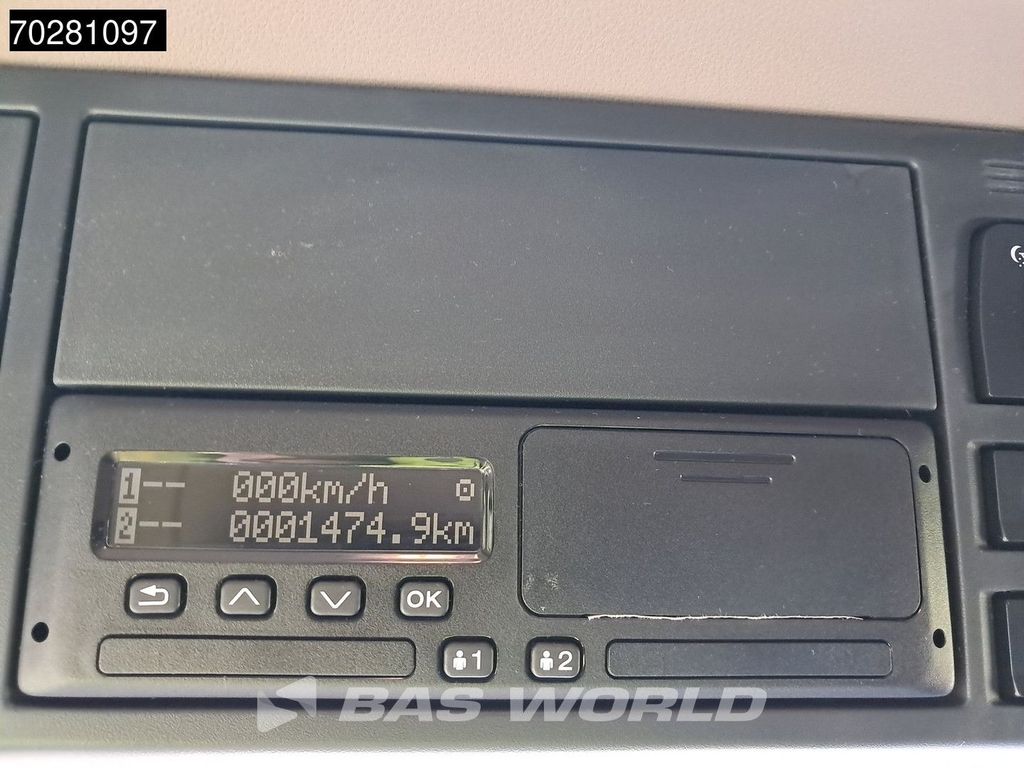 70281097
1-- 000km/h
2-- 0001474.9km
OK
1 2
BAS WORLD